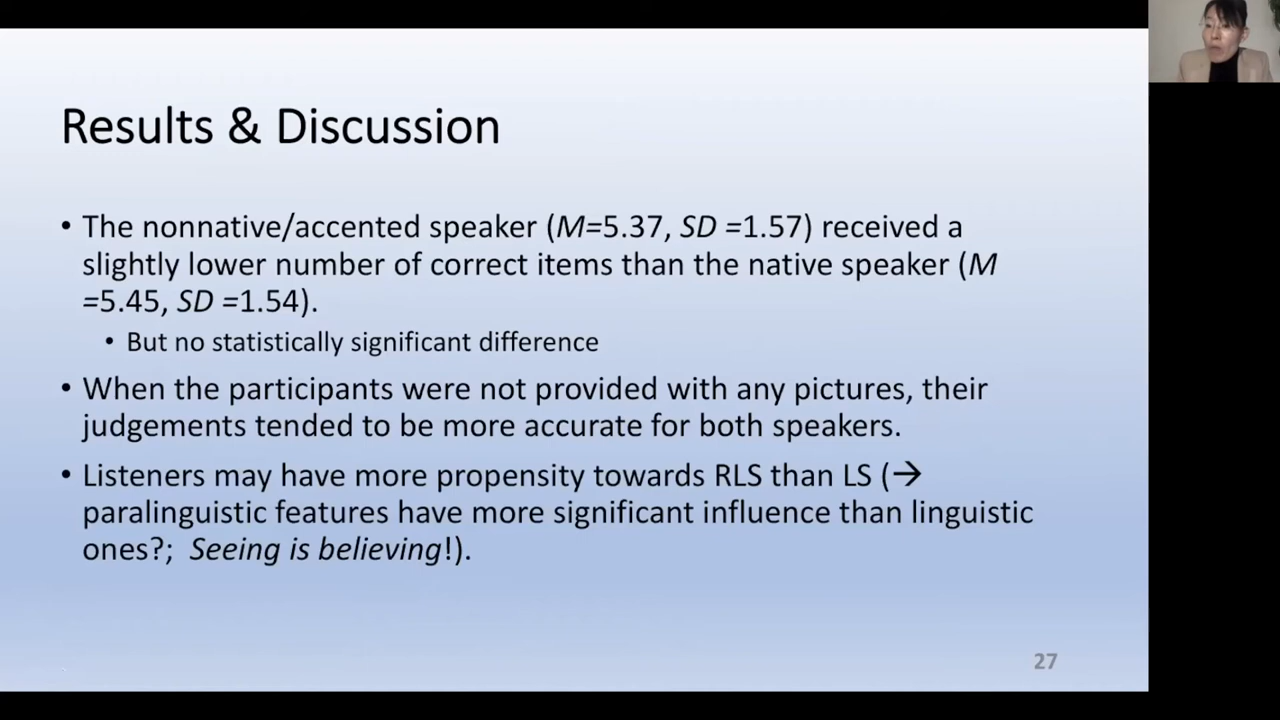 Results & Discussion
• The nonnative/accented speaker (M=5.37, SD =1.57) received a
slightly lower number of correct items than the native speaker (M
=5.45, SD =1.54).
• But no statistically significant difference
• When the participants were not provided with any pictures, their
judgements tended to be more accurate for both speakers.
• Listeners may have more propensity towards RLS than LS (→
paralinguistic features have more significant influence than linguistic
ones?; Seeing is believing!).
27